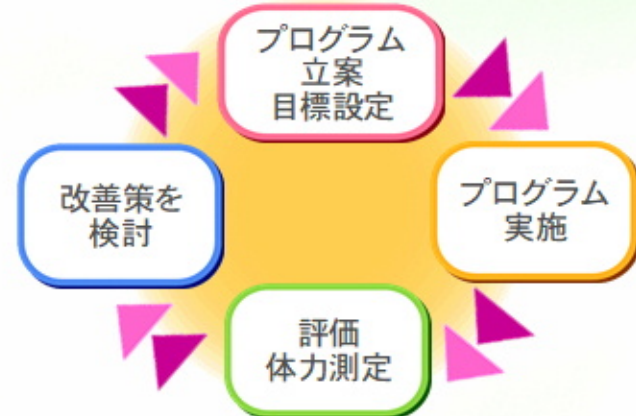 プログラム
立案
目標設定
プログラム
実施
評価
体力測定
改善策を
検討